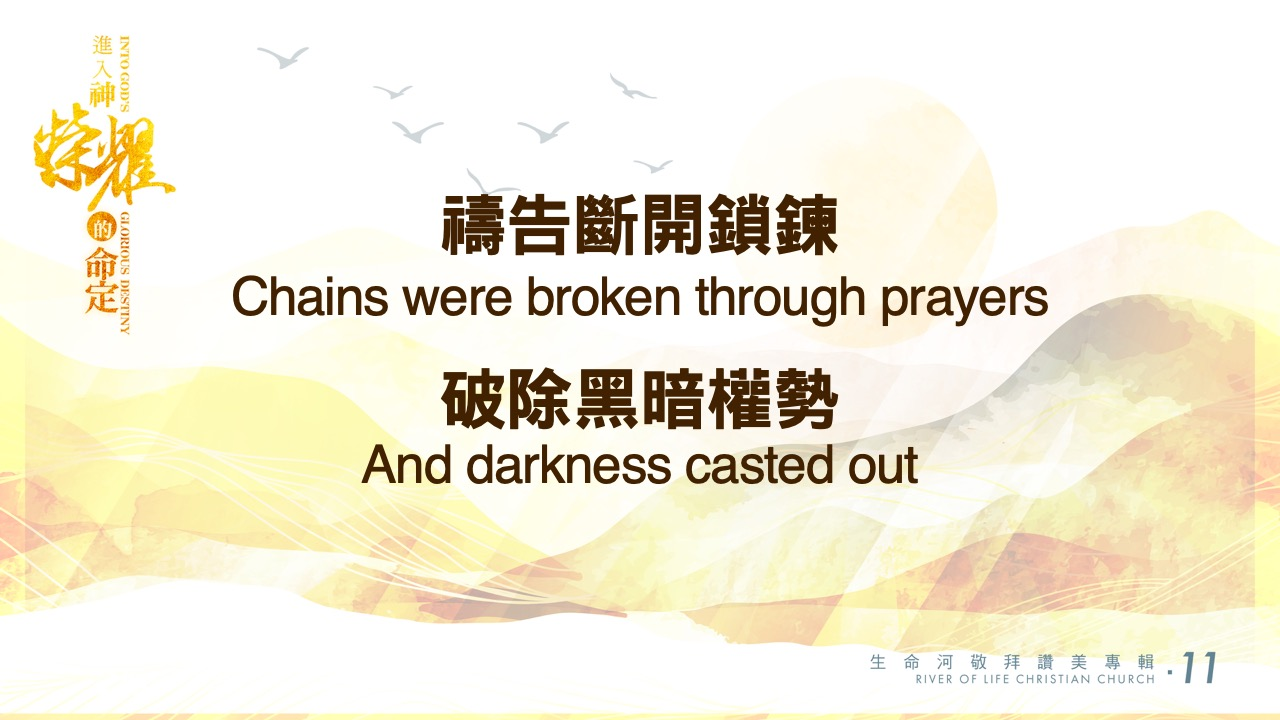 進入神
榮耀
的
命定
INTO GOD'S
GLORIOUS DESTINY
禱告斷開鎖鍊
Chains were broken through prayers
破除黑暗權勢
And darkness casted out
生命河敬拜讚美專輯
RIVER OF LIFE CHRISTIAN CHURCH
·11